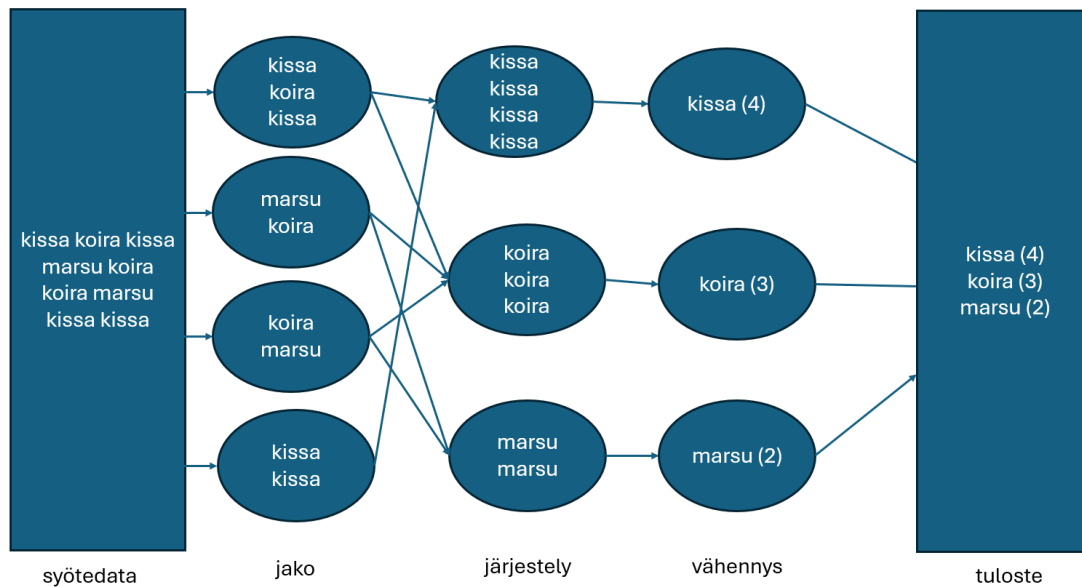 kissa koira kissa
marsu koira
koira marsu
kissa kissa
syötedata
kissa
koira
kissa
marsu
koira
koira
marsu
kissa
kissa
jako
kissa
kissa
kissa
kissa
koira
koira
koira
marsu
marsu
järjestely
kissa (4)
koira (3)
marsu (2)
vähennys
kissa (4)
koira (3)
marsu (2)
tuloste